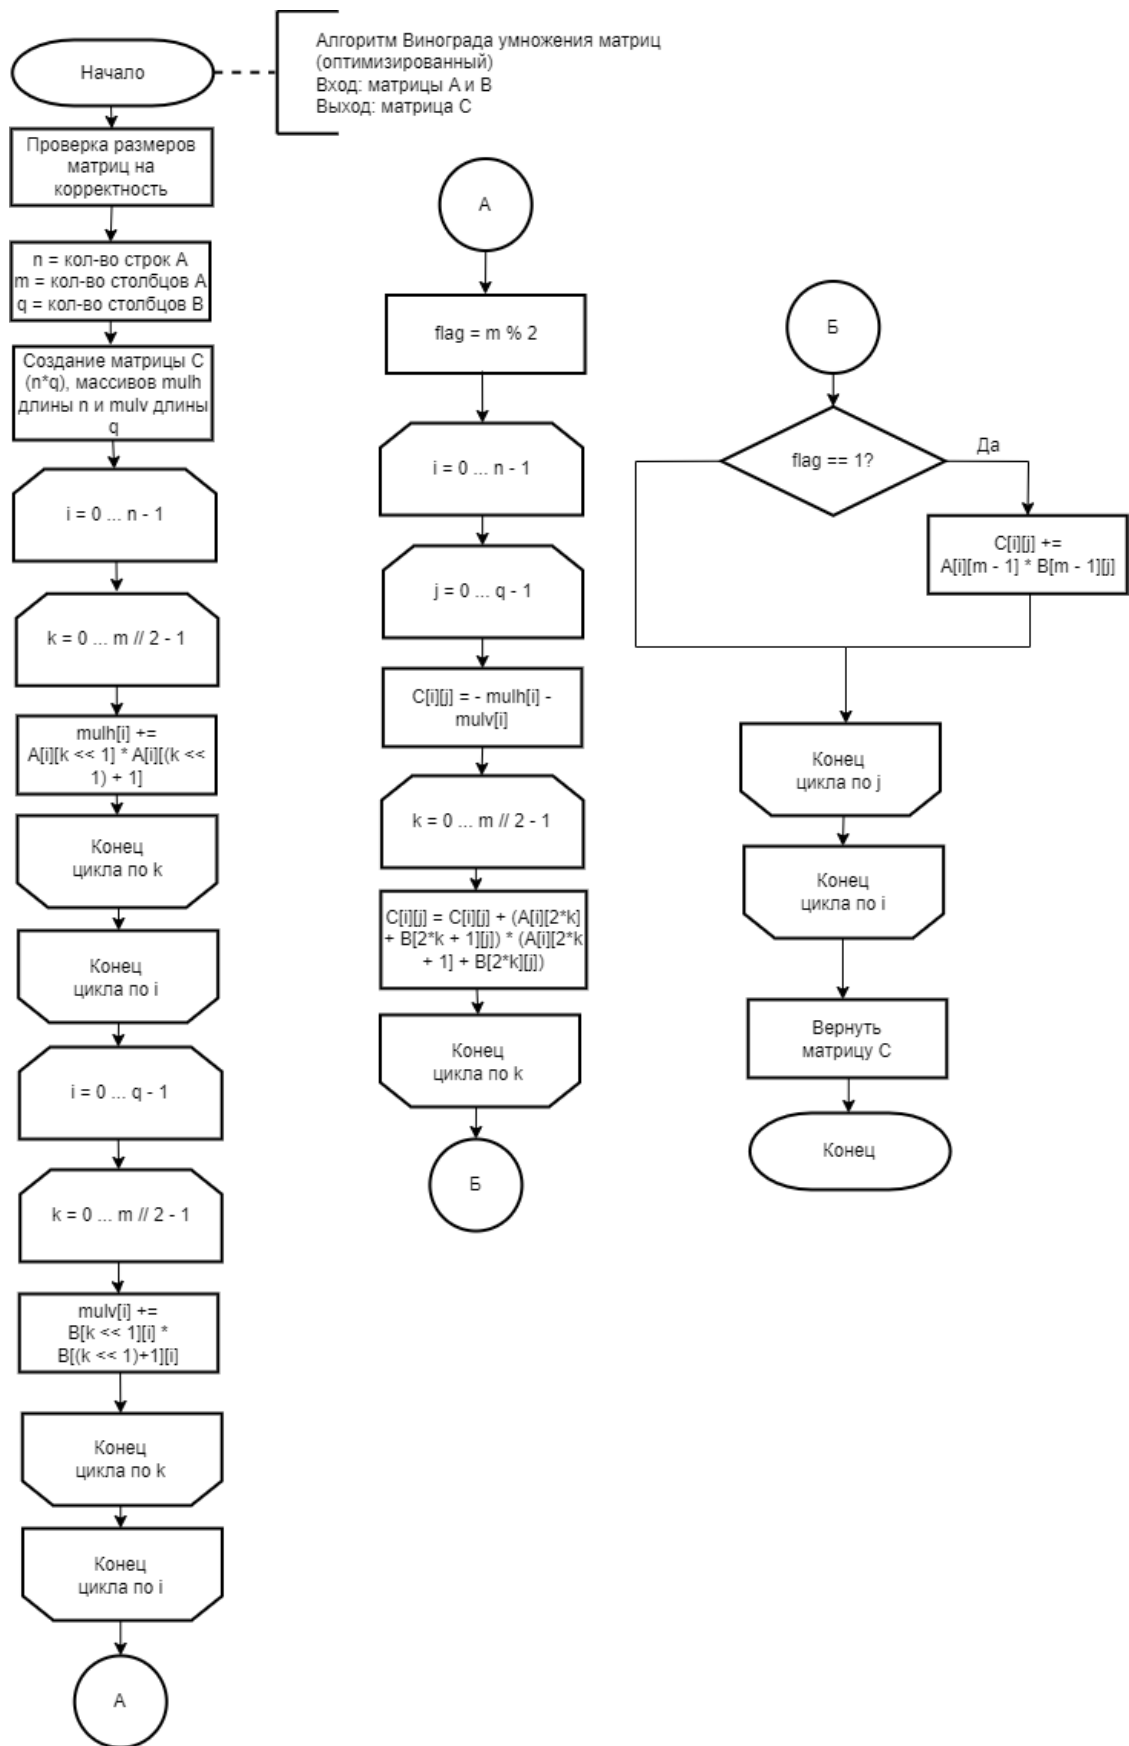 Начало
Алгоритм Винограда умножения матриц
(оптимизированный)
Вход: матрицы A и B
Выход: матрица C
Проверка размеров
матриц на
корректность
n = кол-во строк A
m = кол-во столбцов A
q = кол-во столбцов B
Создание матрицы C
(n*q), массивов mulh
длины n и mulv длины
q
i = 0 ... n - 1
k = 0 ... m // 2 - 1
mulh[i] +=
A[i][k << 1] * A[i][(k <<
1) + 1]
Конец
цикла по k
Конец
цикла по i
i = 0 ... q - 1
k = 0 ... m // 2 - 1
mulv[i] +=
B[k << 1][i] *
B[(k << 1)+1][i]
Конец
цикла по k
Конец
цикла по i
А
А
flag = m % 2
i = 0 ... n - 1
j = 0 ... q - 1
C[i][j] = - mulh[i] -
mulv[i]
k = 0 ... m // 2 - 1
C[i][j] = C[i][j] + (A[i][2*k]
+ B[2*k + 1][j]) * (A[i][2*k
+ 1] + B[2*k][j])
Конец
цикла по k
Б
Б
flag == 1?
Да
C[i][j] +=
A[i][m - 1] * B[m - 1][j]
Конец
цикла по j
Конец
цикла по i
Вернуть
матрицу C
Конец